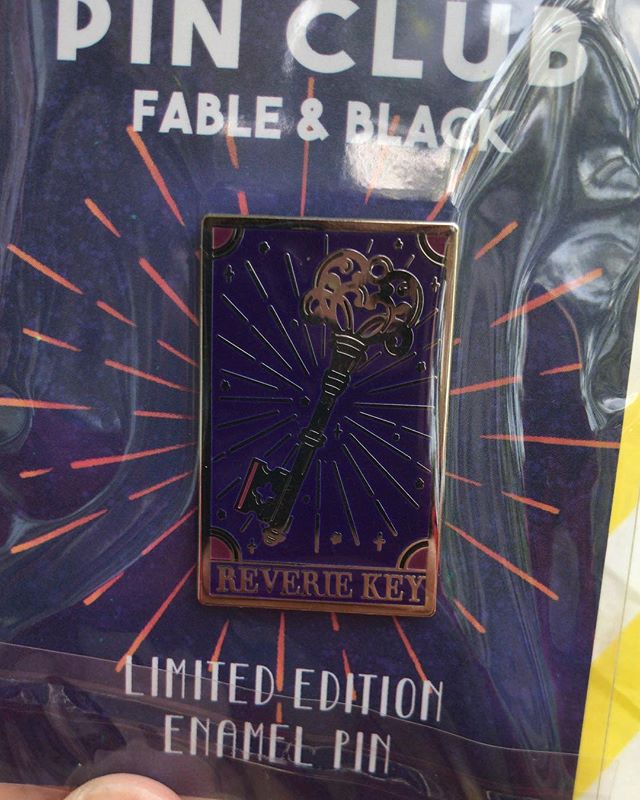 PIN CLUB
FABLE & BLACK
REVERIE KEY
LIMITED EDITION
ENAMEL PIN